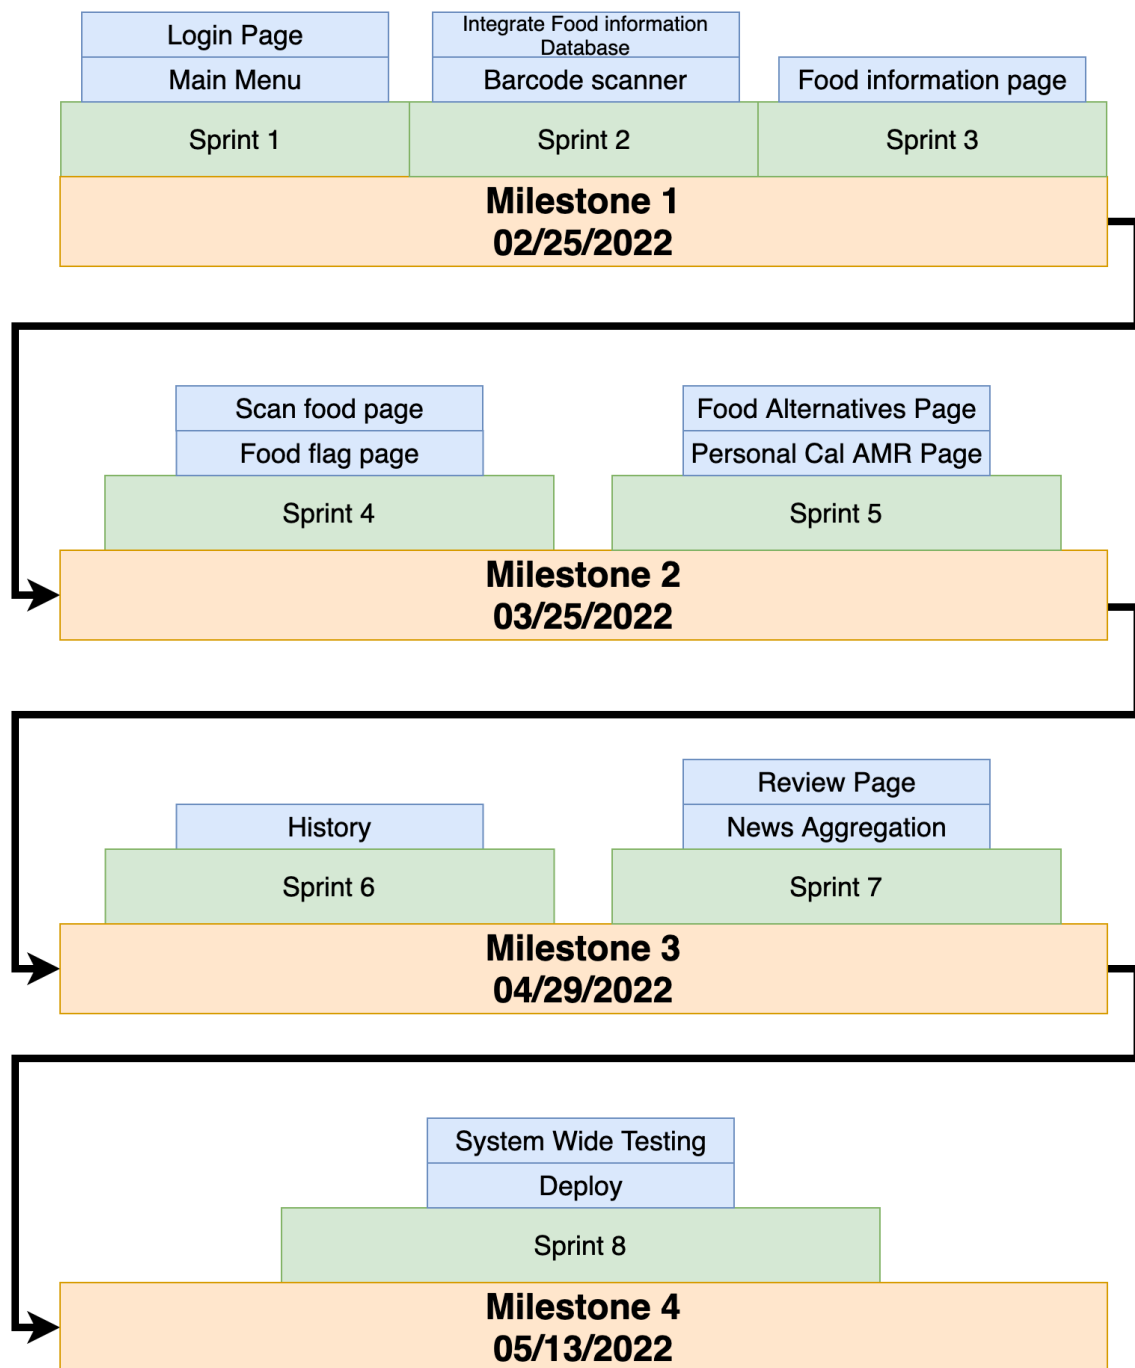 Login Page
Main Menu
Integrate Food information
Database
Barcode scanner
Food information page
Sprint 1
Sprint 2
Sprint 3
Milestone 1
02/25/2022
Scan food page
Food flag page
Food Alternatives Page
Personal Cal AMR Page
Sprint 4
Sprint 5
Milestone 2
03/25/2022
History
Review Page
News Aggregation
Sprint 6
Sprint 7
Milestone 3
04/29/2022
System Wide Testing
Deploy
Sprint 8
Milestone 4
05/13/2022